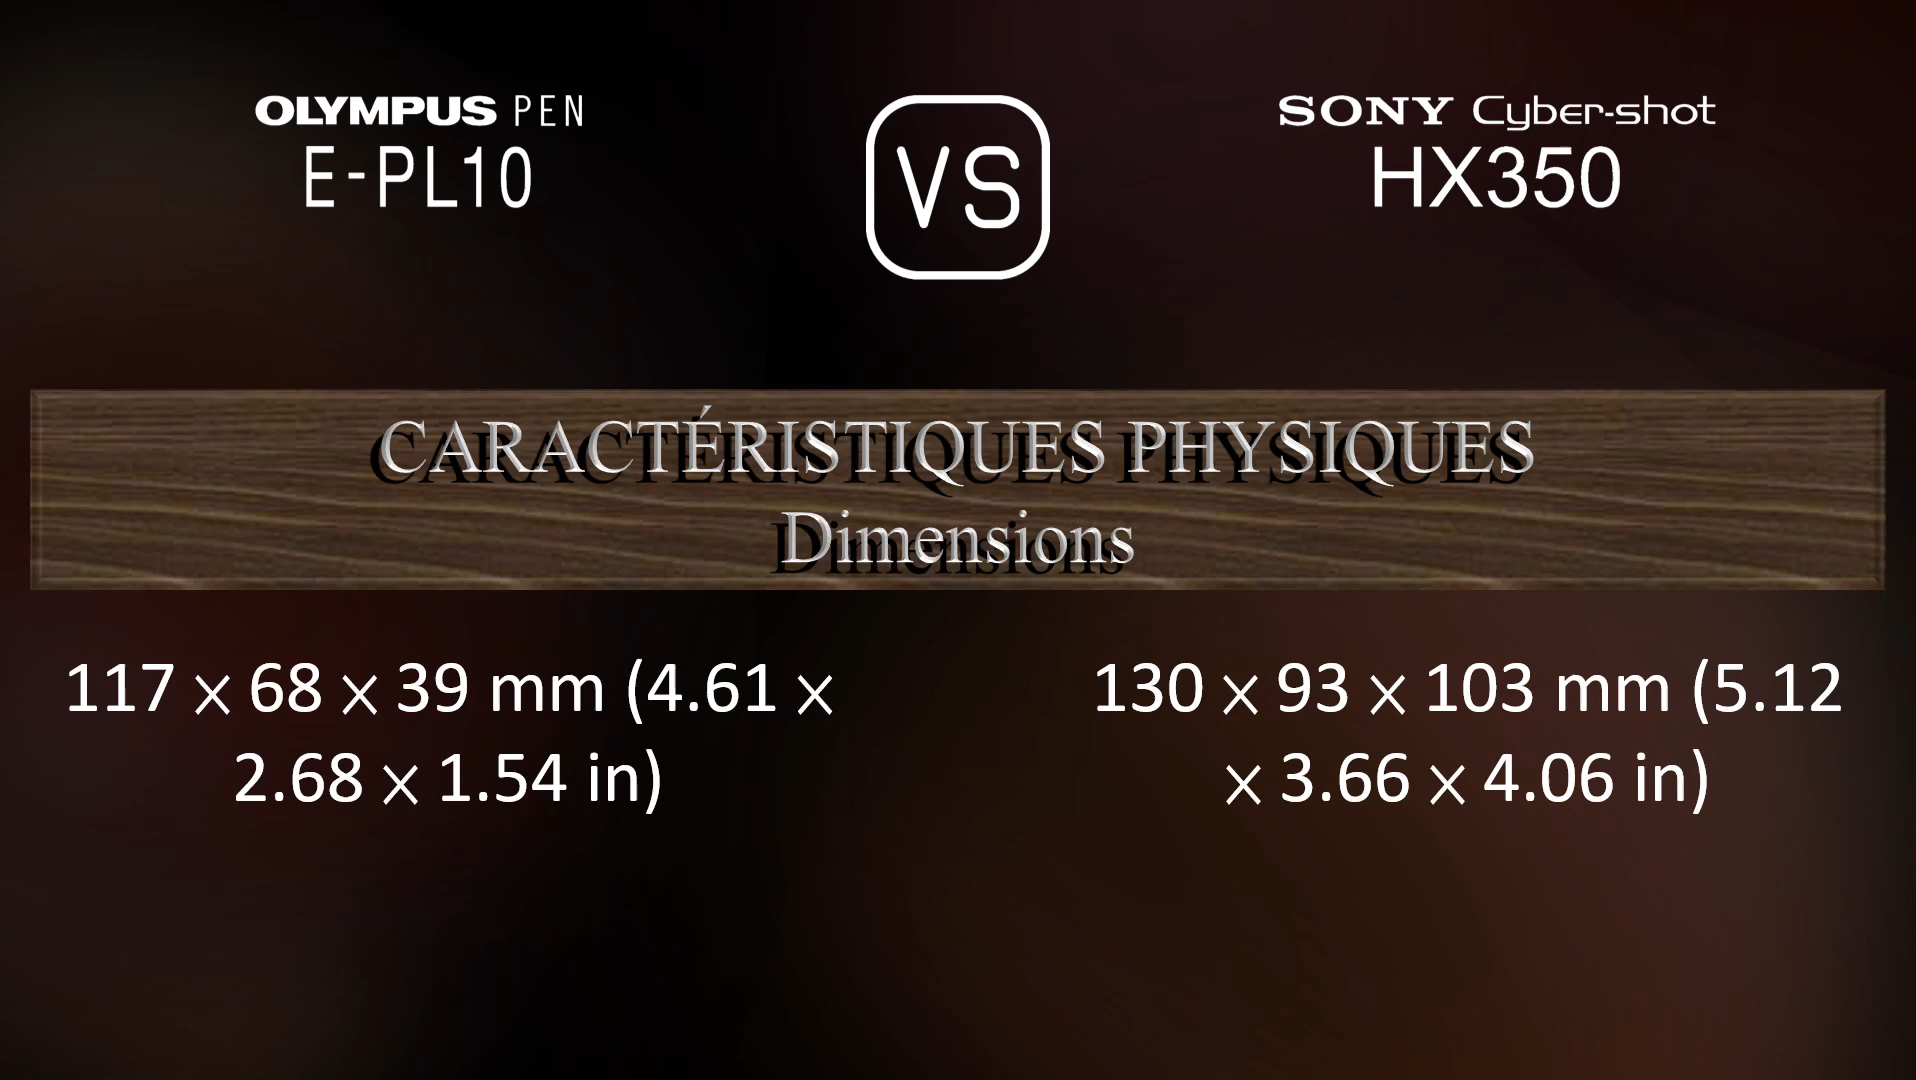 OLYMPUS PEN
E-PL10
VS
SONY Cyber-shot
HX350
CARACTÉRISTIQUES PHYSIQUES
Dimensions
117 x 68 x 39 mm (4.61 x
2.68 x 1.54 in)
130 x 93 x 103 mm (5.12
x 3.66 x 4.06 in)